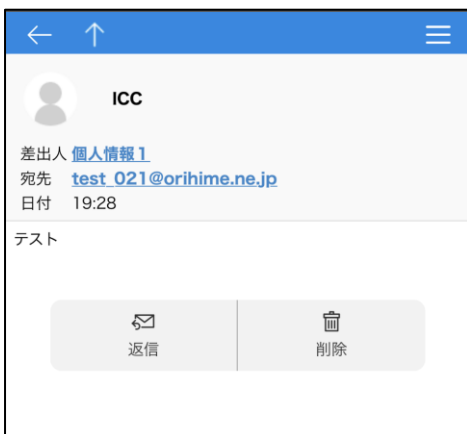 ICC
差出人 個人情報1
宛先 test_021@orihime.ne.jp
日付 19:28
テスト
返信 削除